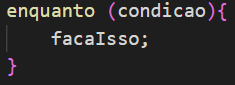 enquanto (condicao){
    facaIsso;
}